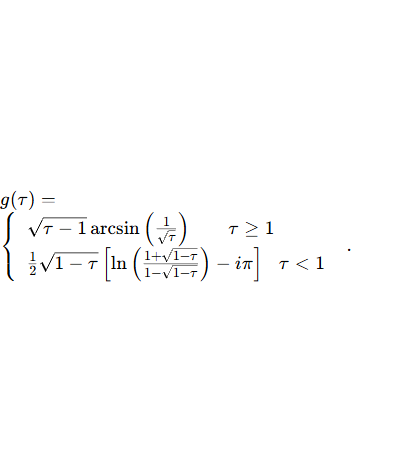 g(τ) =
{ √(τ − 1) arcsin (1/√τ)    τ ≥ 1
½ √(1 − τ) [ln ((1+√(1−τ))/(1−√(1−τ))) − iπ]    τ < 1 .